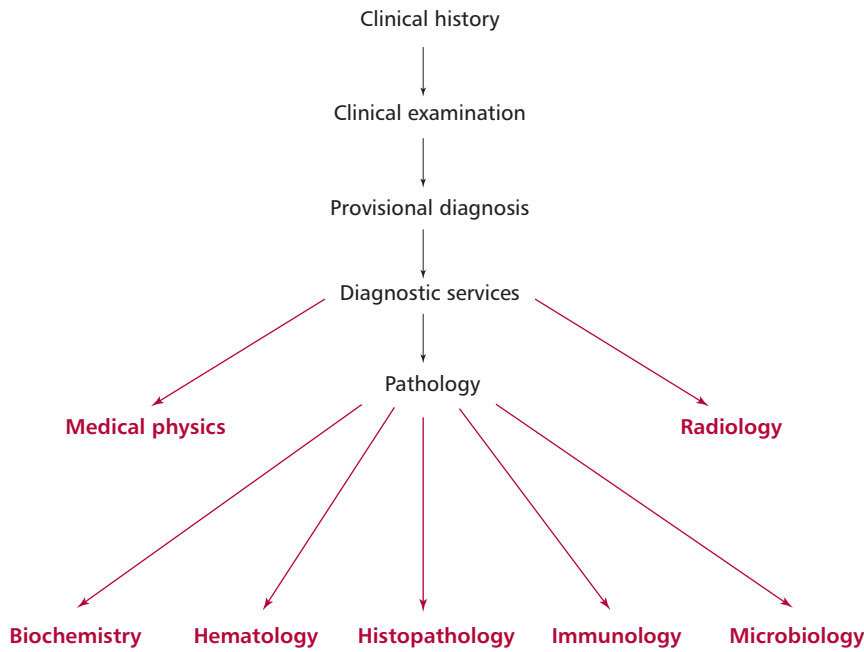 Clinical history
Clinical examination
Provisional diagnosis
Diagnostic services
Pathology
Medical physics
Radiology
Biochemistry
Hematology
Histopathology
Immunology
Microbiology